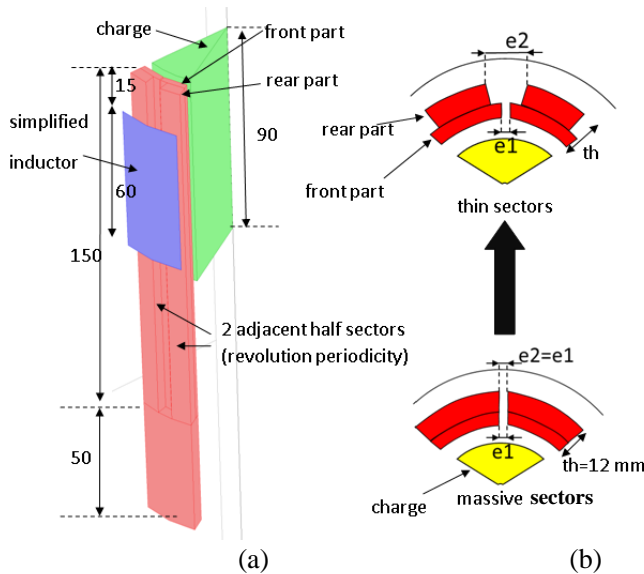 charge
front part
rear part
15
simplified
inductor
90
60
150
2 adjacent half sectors
(revolution periodicity)
50
(a)
e2
rear part
e1
th
front part
thin sectors
e2=e1
e1
th=12 mm
charge
massive sectors
(b)